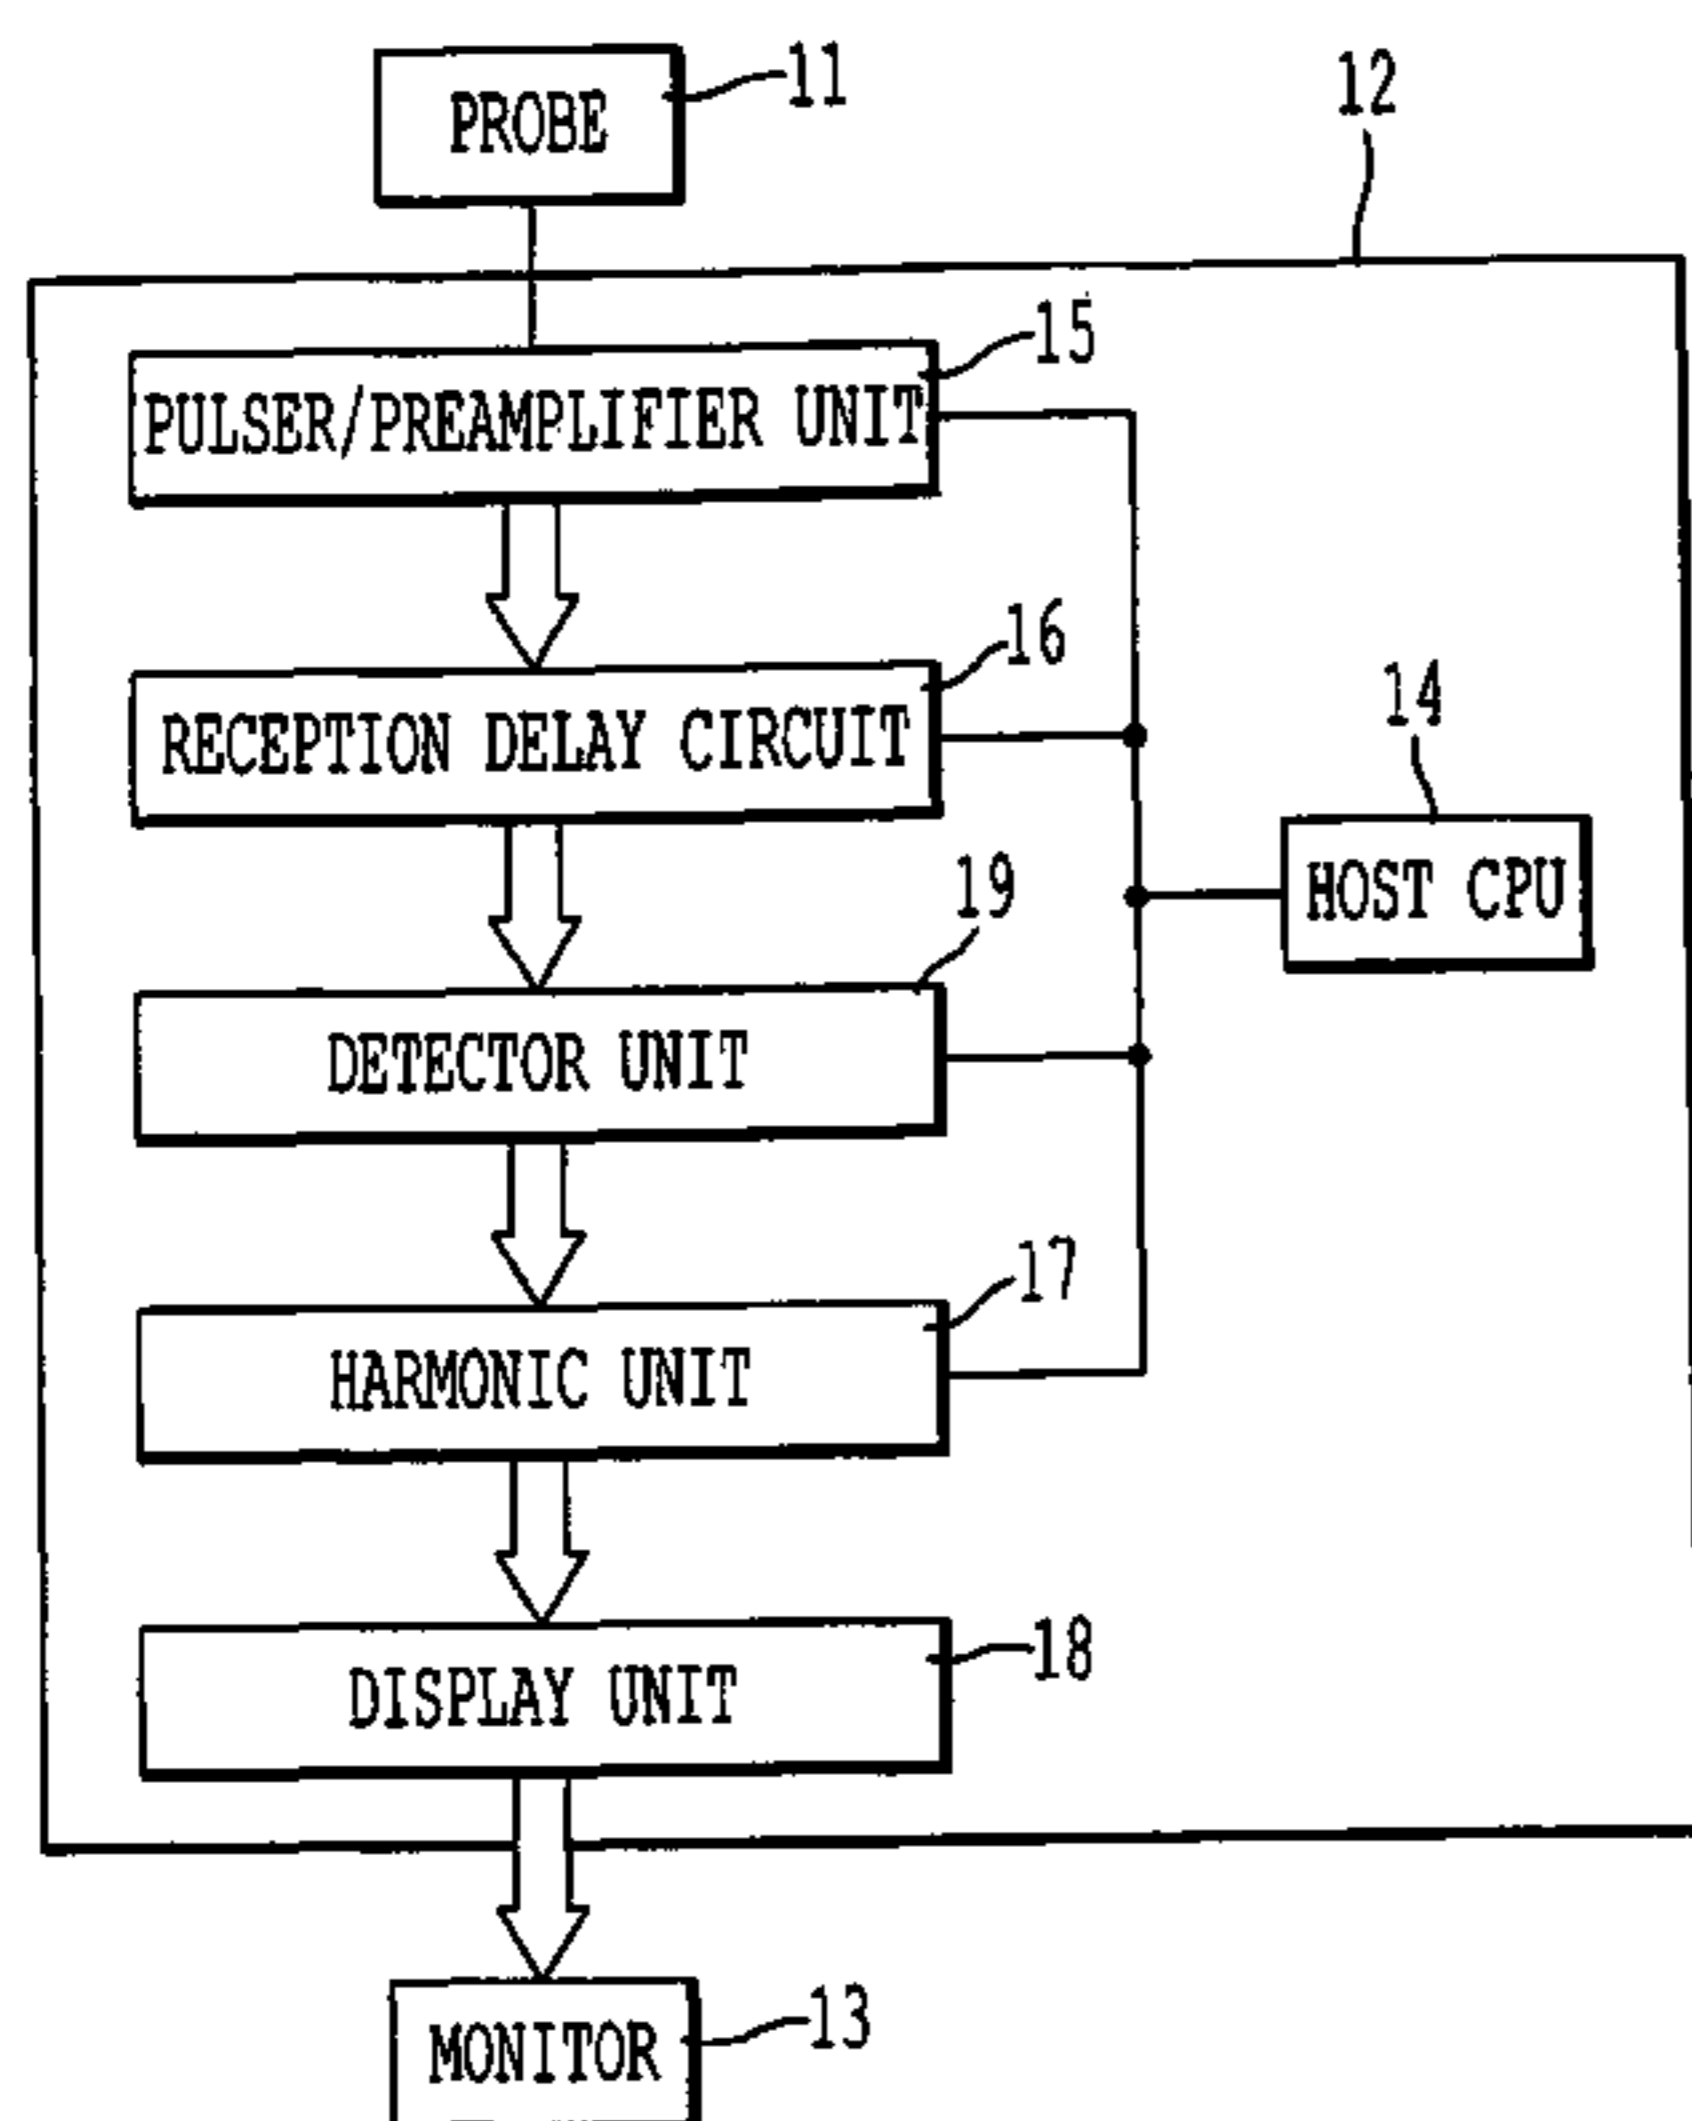 PROBE
11
12
15
PULSER/PREAMPLIFIER UNIT
16
RECEPTION DELAY CIRCUIT
14
HOST CPU
19
DETECTOR UNIT
17
HARMONIC UNIT
18
DISPLAY UNIT
13
MONITOR